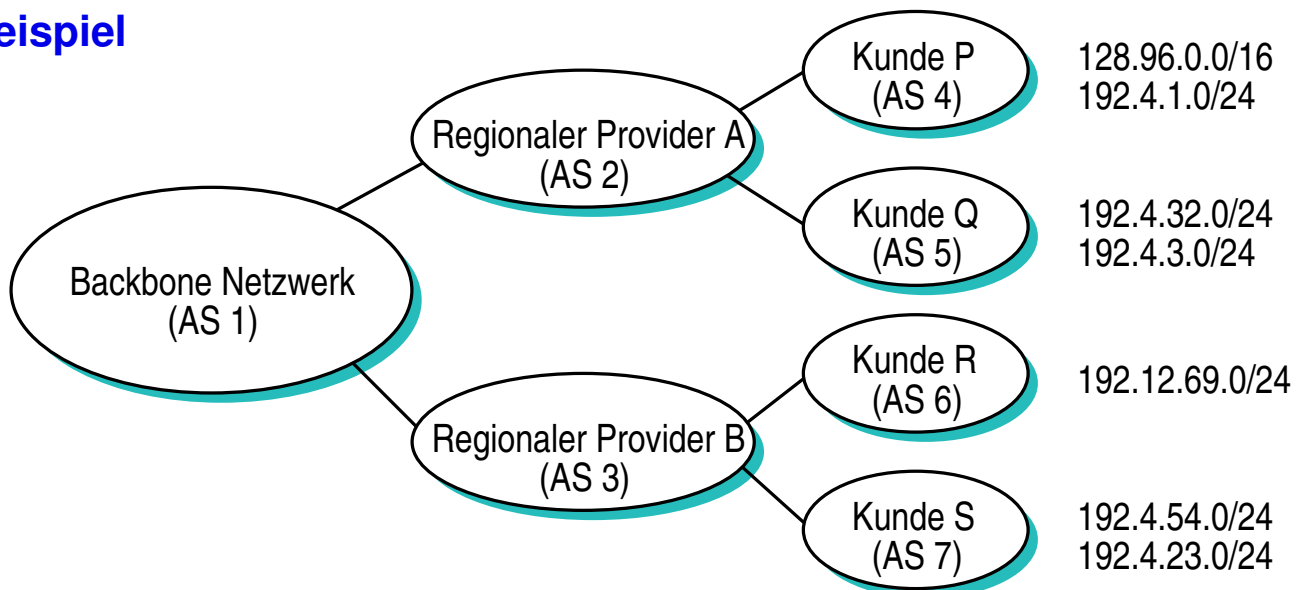 eispiel
Kunde P
(AS 4)
128.96.0.0/16
192.4.1.0/24
Regionaler Provider A
(AS 2)
Kunde Q
(AS 5)
192.4.32.0/24
192.4.3.0/24
Backbone Netzwerk
(AS 1)
Kunde R
(AS 6)
192.12.69.0/24
Regionaler Provider B
(AS 3)
Kunde S
(AS 7)
192.4.54.0/24
192.4.23.0/24